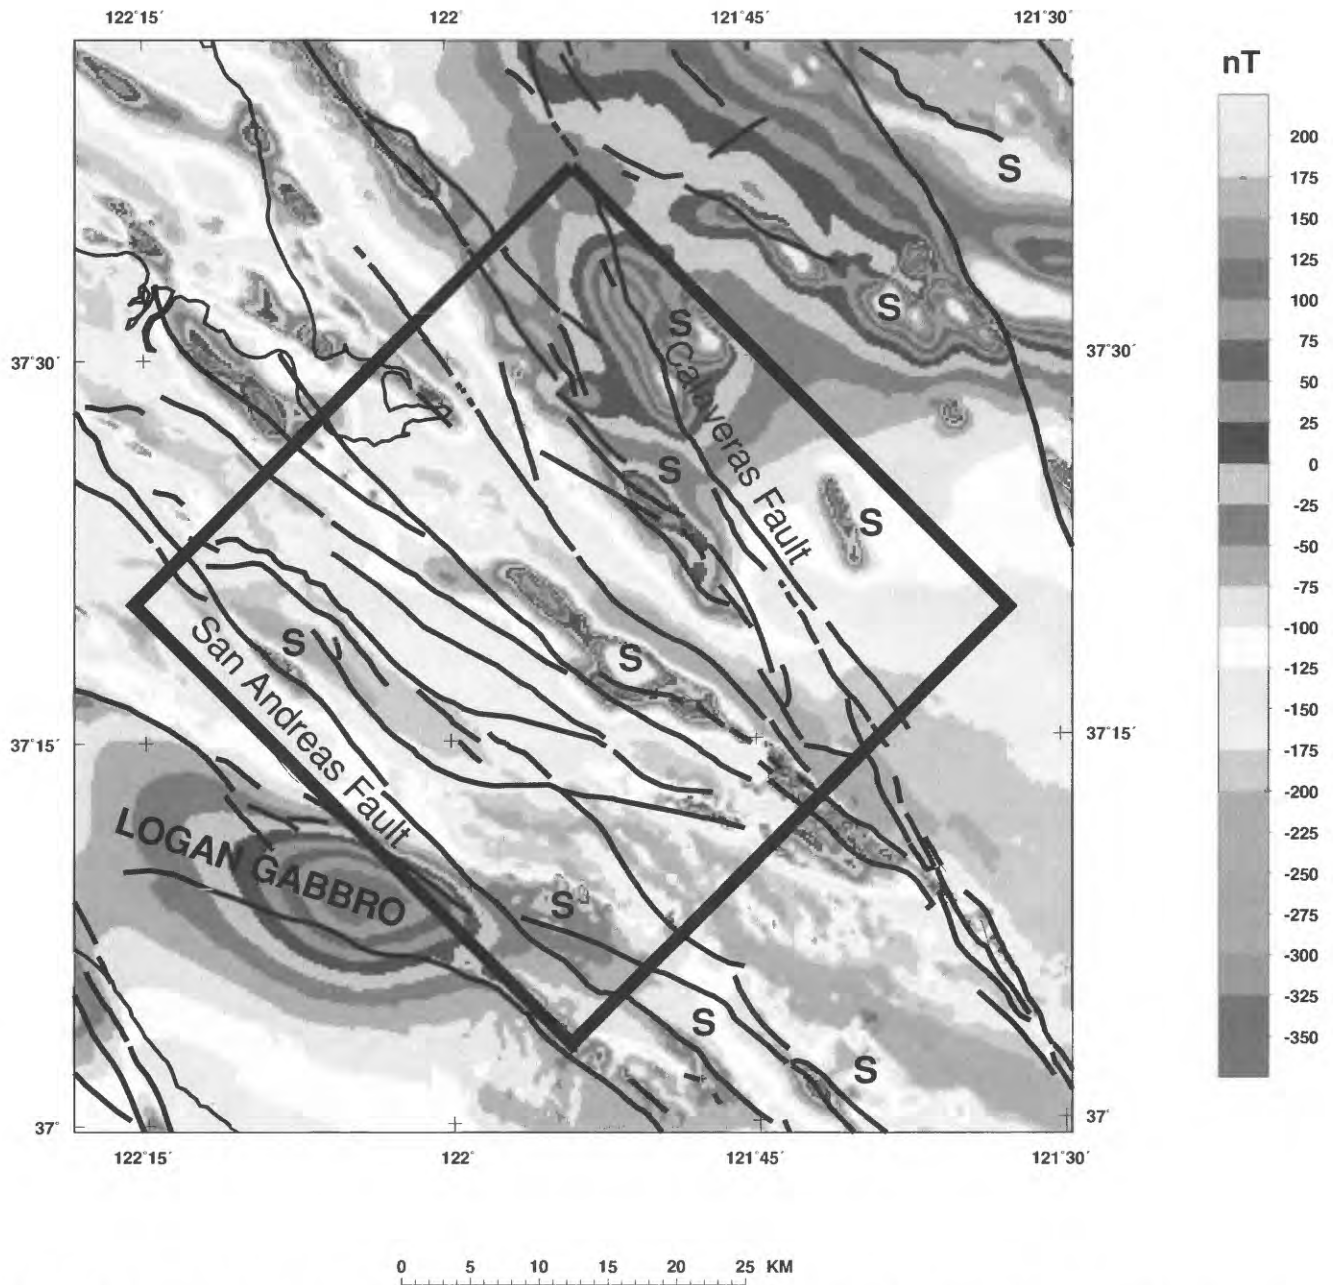 122°15′ 122° 121°45′ 121°30′
nT
200
175
150
125
100
75
50
25
0
-25
-50
-75
-100
-125
-150
-175
-200
-225
-250
-275
-300
-325
-350
S
S
S
37°30′ 37°30′
Calaveras Fault
S
S
S
S
San Andreas Fault
37°15′ 37°15′
LOGAN GABBRO
S
S
S
37° 37°
122°15′ 122° 121°45′ 121°30′
0 5 10 15 20 25 KM